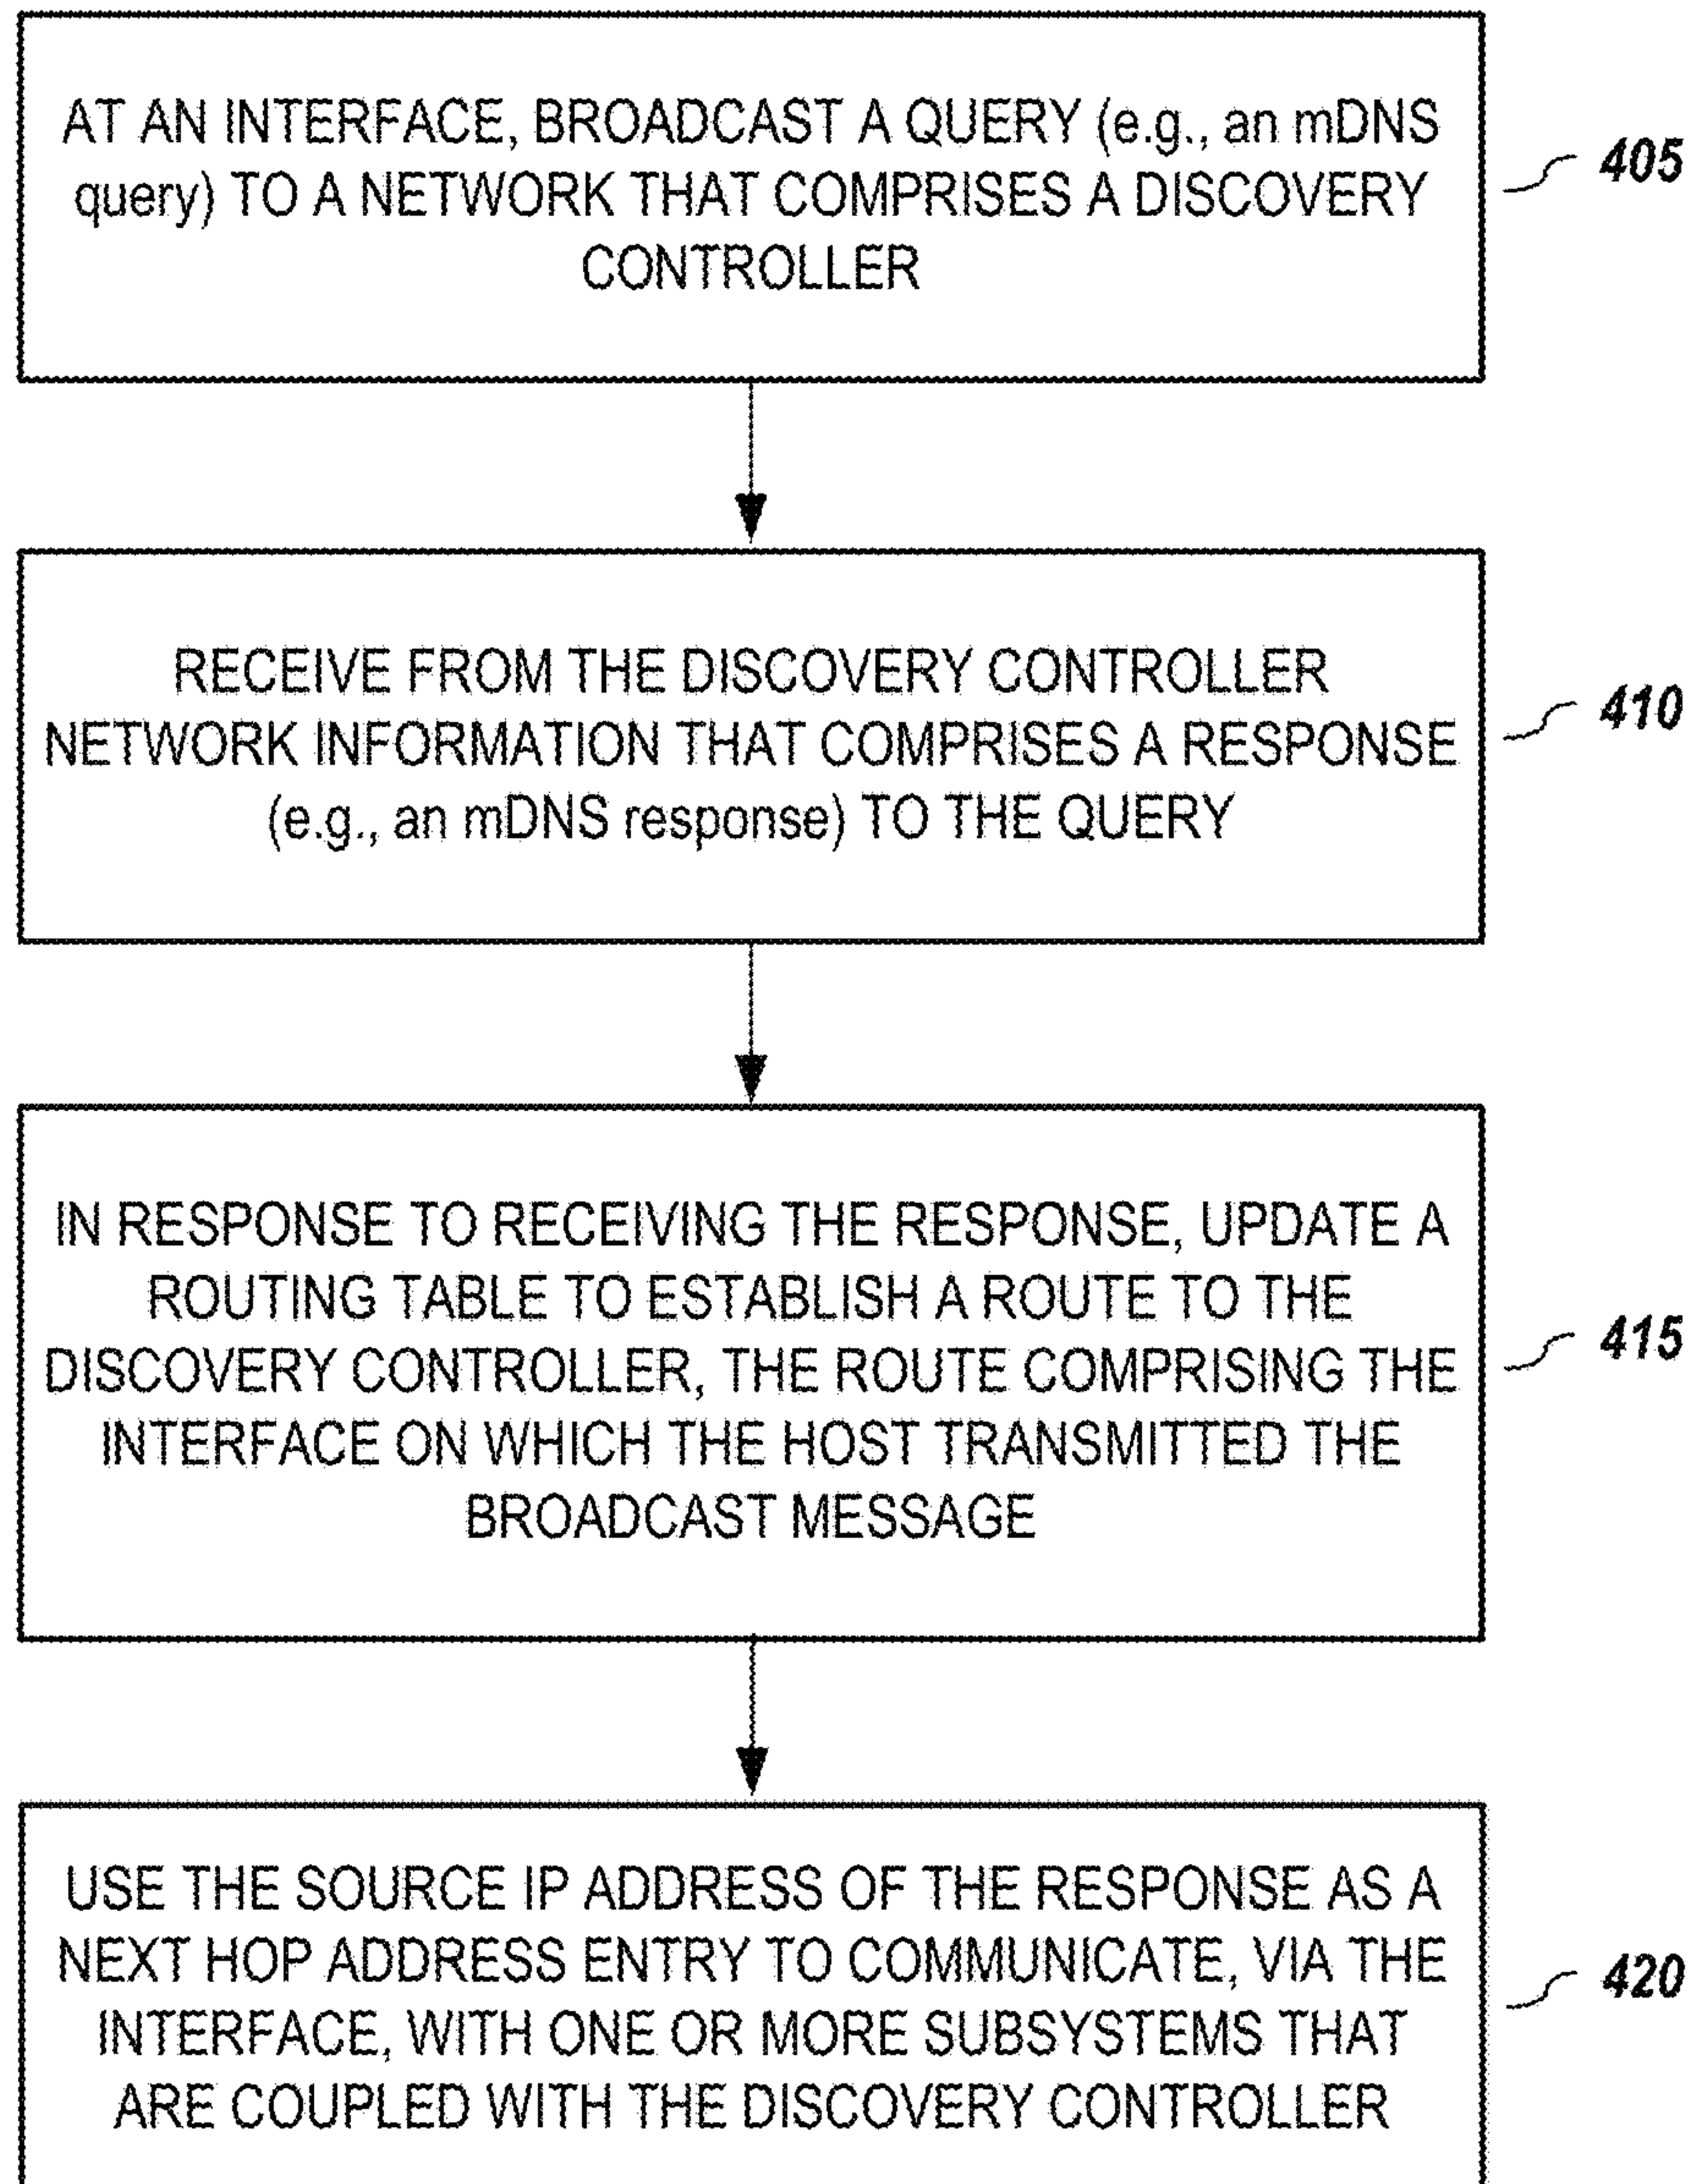 AT AN INTERFACE, BROADCAST A QUERY (e.g., an mDNS
query) TO A NETWORK THAT COMPRISES A DISCOVERY
CONTROLLER
405
RECEIVE FROM THE DISCOVERY CONTROLLER
NETWORK INFORMATION THAT COMPRISES A RESPONSE
(e.g., an mDNS response) TO THE QUERY
410
IN RESPONSE TO RECEIVING THE RESPONSE, UPDATE A
ROUTING TABLE TO ESTABLISH A ROUTE TO THE
DISCOVERY CONTROLLER, THE ROUTE COMPRISING THE
INTERFACE ON WHICH THE HOST TRANSMITTED THE
BROADCAST MESSAGE
415
USE THE SOURCE IP ADDRESS OF THE RESPONSE AS A
NEXT HOP ADDRESS ENTRY TO COMMUNICATE, VIA THE
INTERFACE, WITH ONE OR MORE SUBSYSTEMS THAT
ARE COUPLED WITH THE DISCOVERY CONTROLLER
420